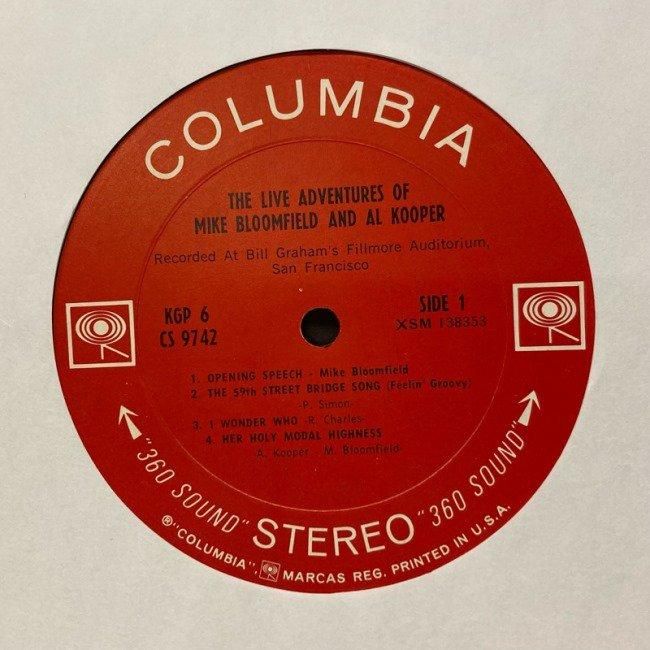 COLUMBIA
THE LIVE ADVENTURES OF
MIKE BLOOMFIELD AND AL KOOPER
Recorded At Bill Graham's Fillmore Auditorium,
San Francisco
KGP 6
CS 9742
SIDE 1
XSM 138353
1. OPENING SPEECH - Mike Bloomfield
2. THE 59th STREET BRIDGE SONG (Feelin' Groovy)
-P. Simon-
3. I WONDER WHO -R. Charles-
4. HER HOLY MODAL HIGHNESS
-A. Kooper - M. Bloomfield-
"360 SOUND" STEREO "360 SOUND"
®"COLUMBIA", MARCAS REG. PRINTED IN U.S.A.